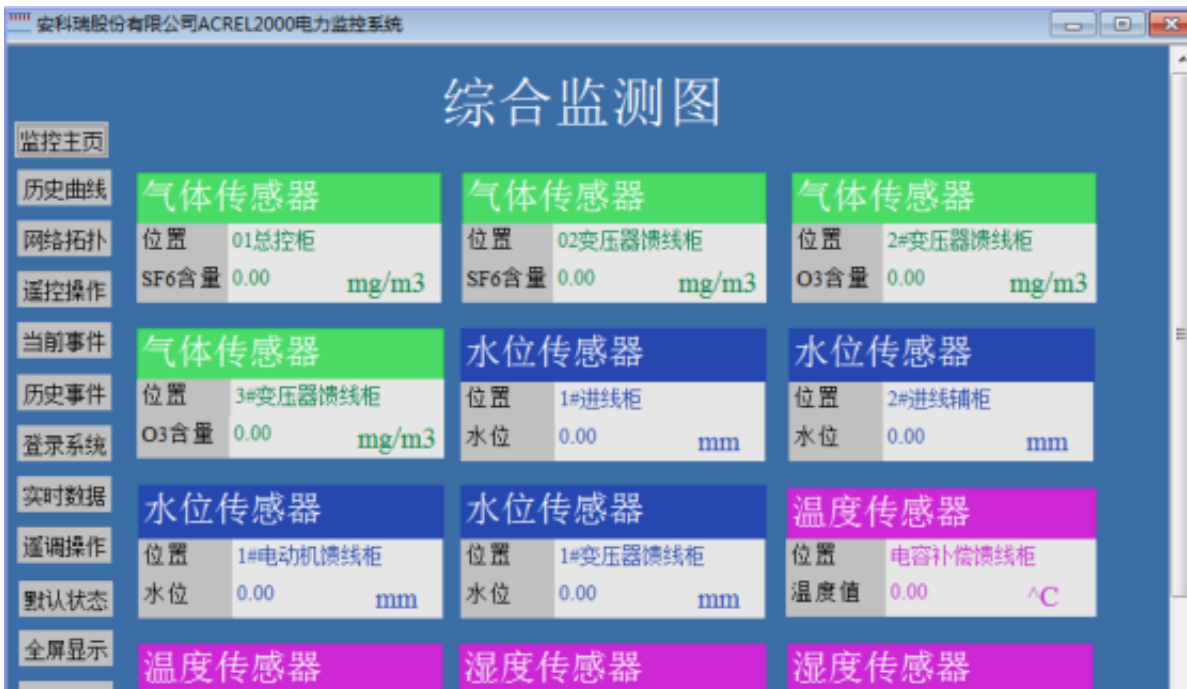 安科瑞股份有限公司ACREL2000电力监控系统
综合监测图
监控主页
历史曲线
网络拓扑
遥控操作
当前事件
历史事件
登录系统
实时数据
遥调操作
默认状态
全屏显示
气体传感器
位置 01总控柜
SF6含量 0.00 mg/m3
气体传感器
位置 02变压器馈线柜
SF6含量 0.00 mg/m3
气体传感器
位置 2#变压器馈线柜
O3含量 0.00 mg/m3
气体传感器
位置 3#变压器馈线柜
O3含量 0.00 mg/m3
水位传感器
位置 1#进线柜
水位 0.00 mm
水位传感器
位置 2#进线辅柜
水位 0.00 mm
水位传感器
位置 1#电动机馈线柜
水位 0.00 mm
水位传感器
位置 1#变压器馈线柜
水位 0.00 mm
温度传感器
位置 电容补偿馈线柜
温度值 0.00 ^C
温度传感器
湿度传感器
湿度传感器